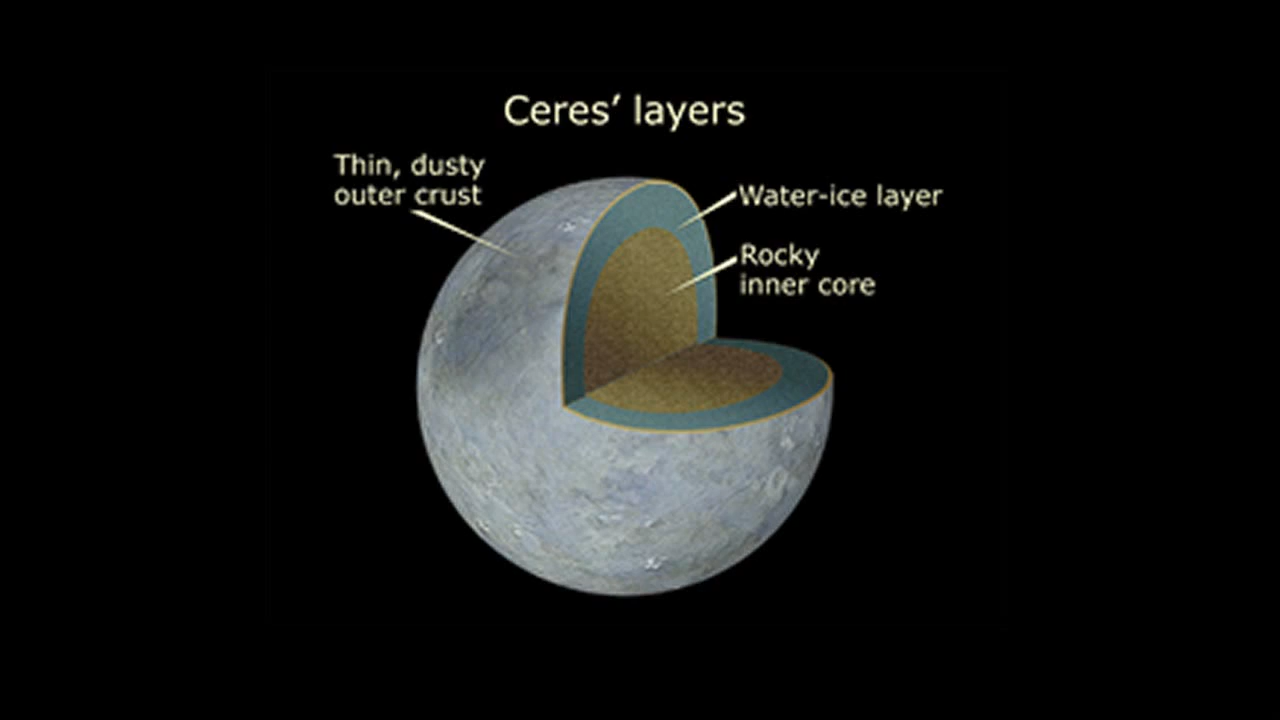 Ceres’ layers
Thin, dusty
outer crust
Water-ice layer
Rocky
inner core